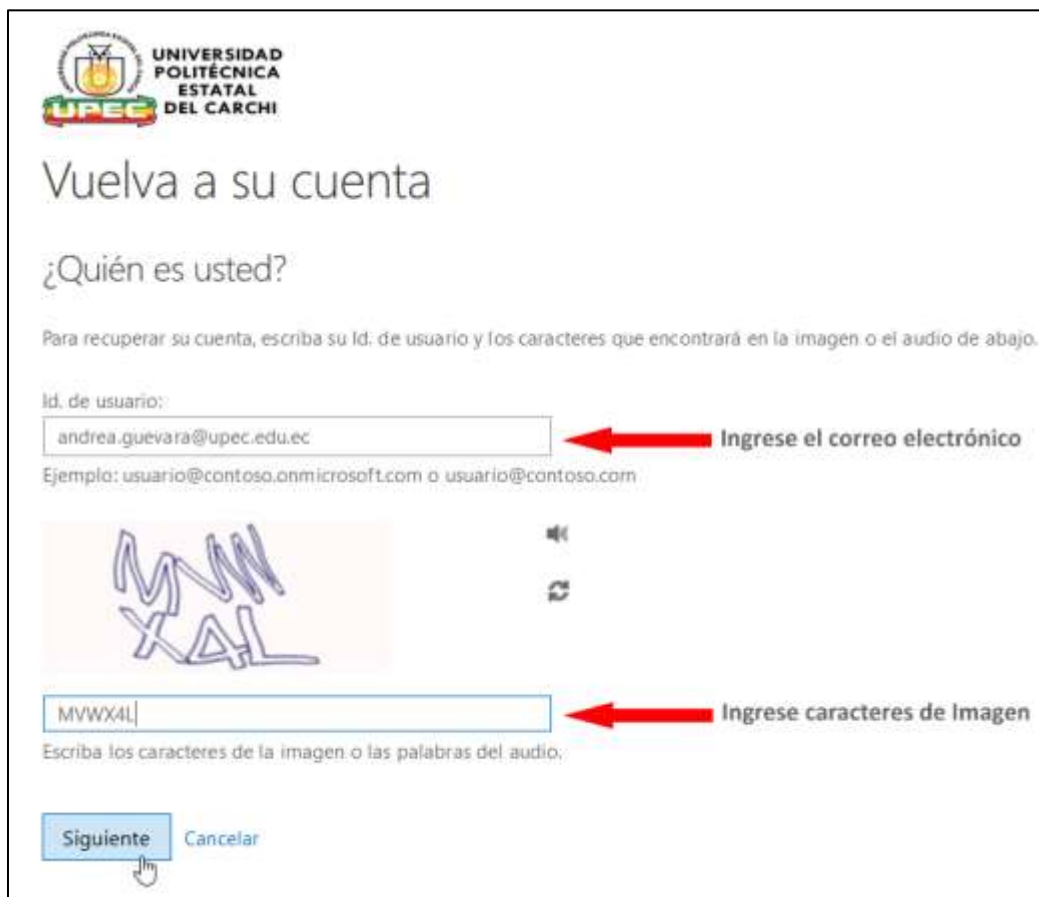 UNIVERSIDAD
POLITÉCNICA
ESTATAL
DEL CARCHI
UPEC
Vuelva a su cuenta
¿Quién es usted?
Para recuperar su cuenta, escriba su Id. de usuario y los caracteres que encontrará en la imagen o el audio de abajo.
Id. de usuario:
andrea.guevara@upec.edu.ec
Ingrese el correo electrónico
Ejemplo: usuario@contoso.onmicrosoft.com o usuario@contoso.com
MVW
X4L
MVWX4L
Ingrese caracteres de Imagen
Escriba los caracteres de la imagen o las palabras del audio.
Siguiente Cancelar